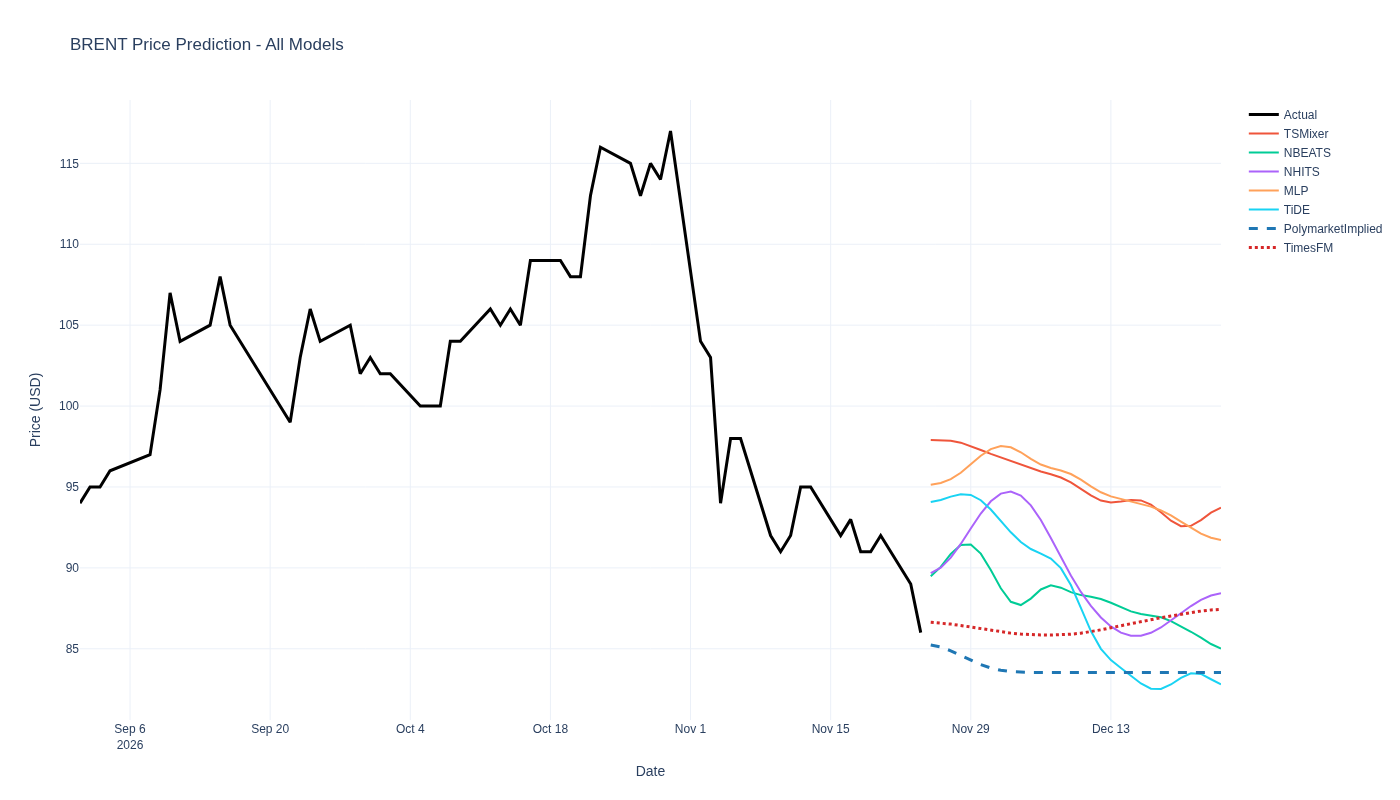 BRENT Price Prediction - All Models
Price (USD)
115
110
105
100
95
90
85
Sep 6
2026
Sep 20
Oct 4
Oct 18
Nov 1
Nov 15
Nov 29
Dec 13
Date
Actual
TSMixer
NBEATS
NHITS
MLP
TiDE
PolymarketImplied
TimesFM